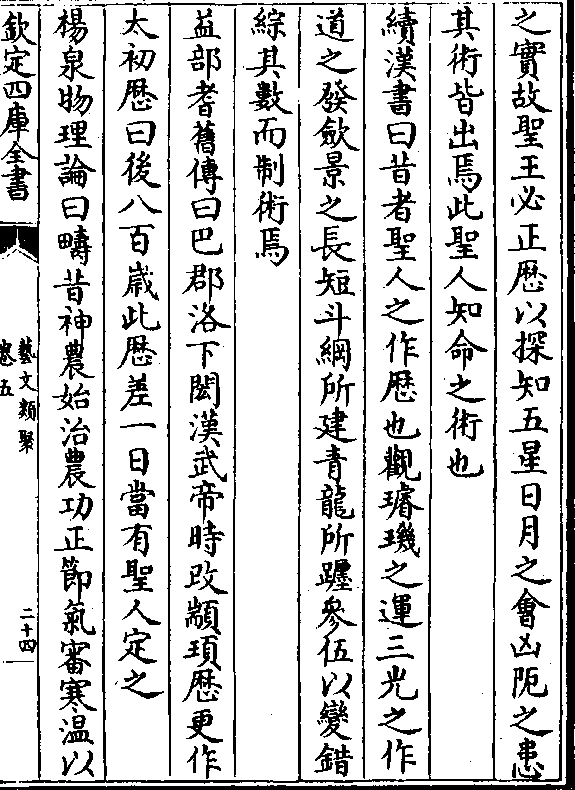 之實故聖王必正歴以探知五星日月之會凶阨之患
其術皆出焉此聖人知命之術也
續漢書曰昔者聖人之作歴也觀璿璣之運三光之作
道之發斂景之長短斗綱所建青龍所躔參伍以變錯
綜其數而制術焉
益部耆舊傳曰巴郡洛下閎漢武帝時改顓頊歴更作
太初歴曰後八百歲此歴差一日當有聖人定之
楊泉物理論曰疇昔神農始治農功正節氣審寒温以
欽定四庫全書
藝文類聚
卷五
二十四